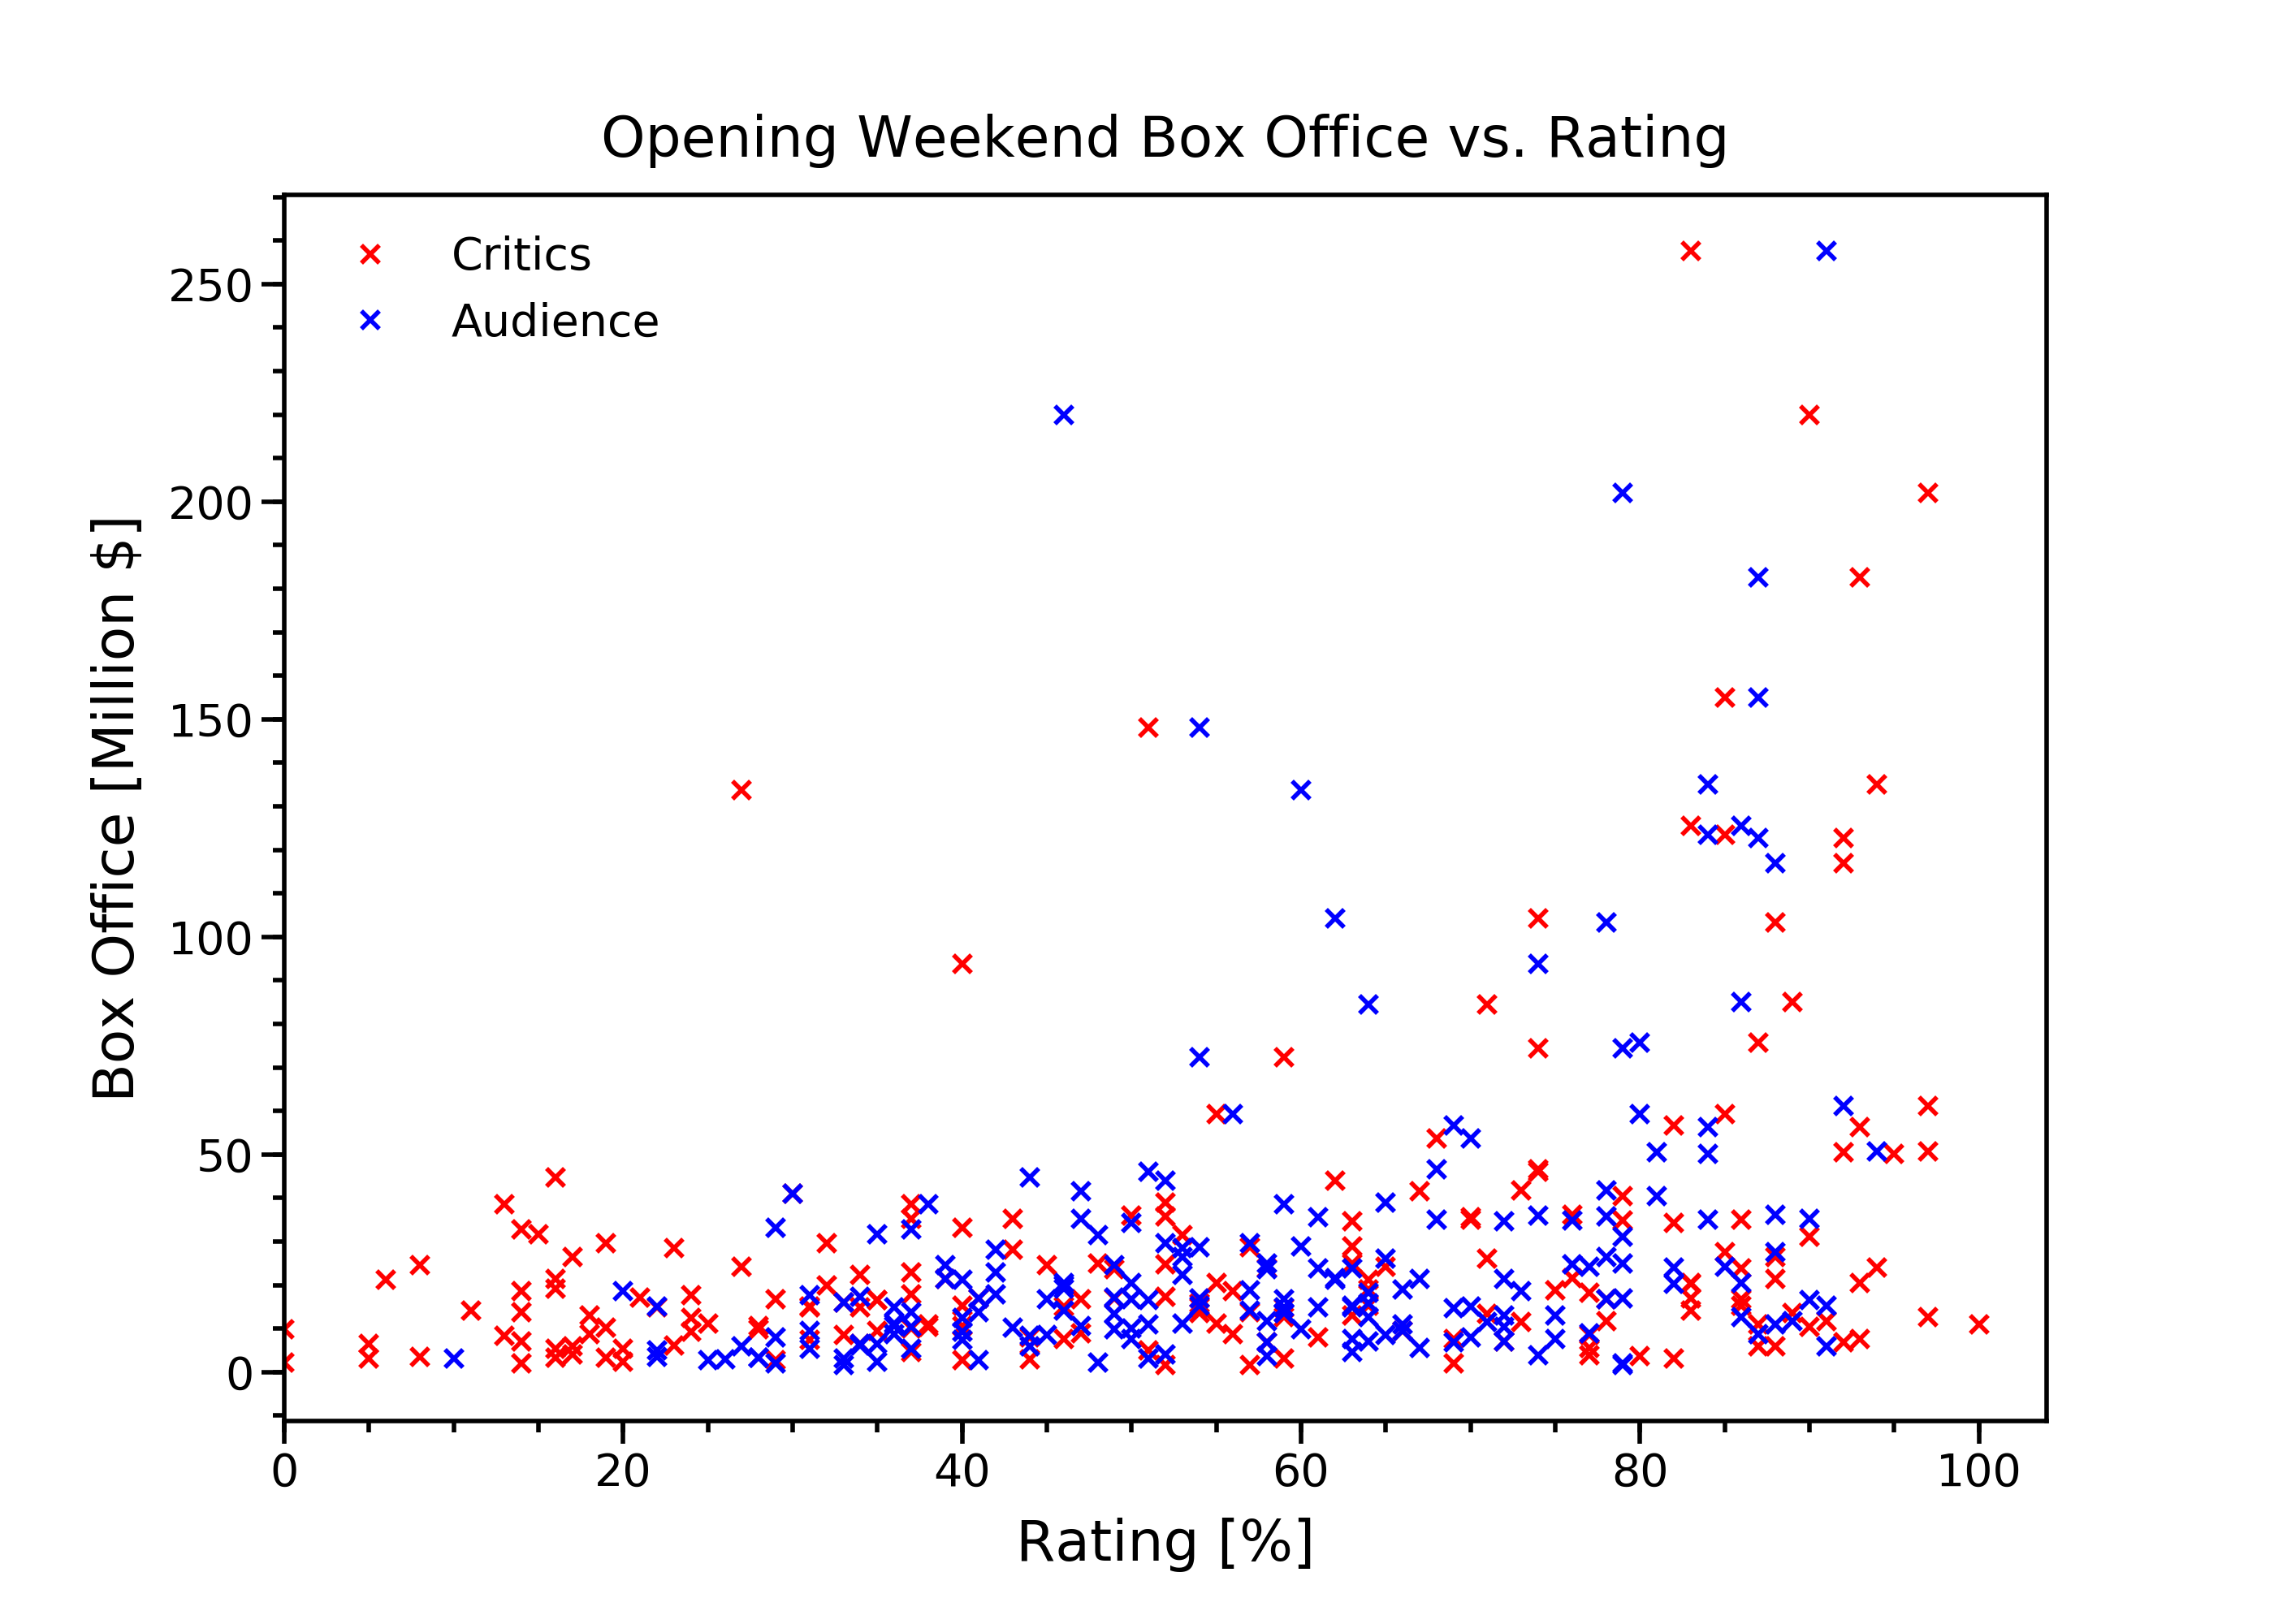 Opening Weekend Box Office vs. Rating
Critics
Audience
250
200
150
100
50
0
Box Office [Million $]
0 20 40 60 80 100
Rating [%]